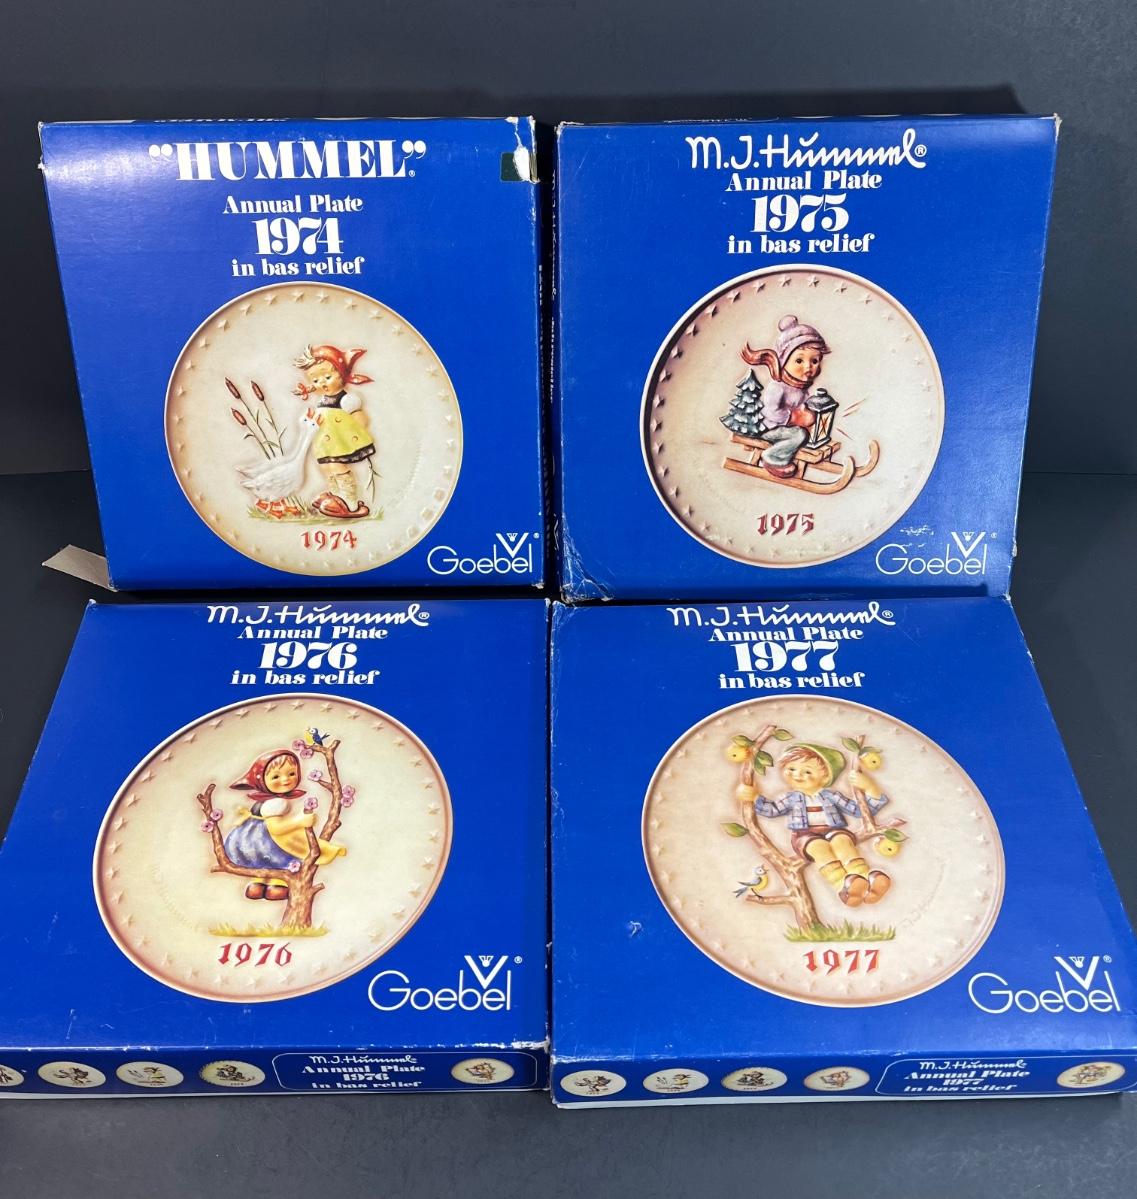 "HUMMEL"®
Annual Plate
1974
in bas relief
1974
Goebel®
M.J.Hummel®
Annual Plate
1975
in bas relief
1975
Goebel®
M.J.Hummel®
Annual Plate
1976
in bas relief
1976
Goebel®
M.J.Hummel®
Annual Plate
1977
in bas relief
1977
Goebel®
M.J.Hummel
Annual Plate
1976
in bas relief
M.J.Hummel
Annual Plate
1977
in bas relief